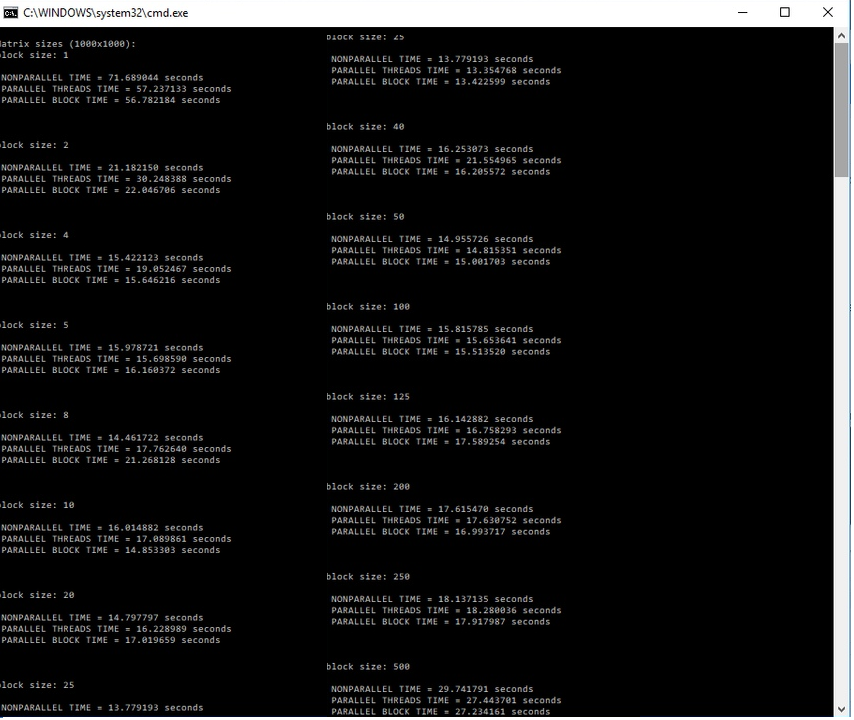 C:\WINDOWS\system32\cmd.exe
Matrix sizes (1000x1000):
block size: 1
NONPARALLEL TIME = 71.689044 seconds
PARALLEL THREADS TIME = 57.237133 seconds
PARALLEL BLOCK TIME = 56.782184 seconds
block size: 2
NONPARALLEL TIME = 21.182150 seconds
PARALLEL THREADS TIME = 30.248388 seconds
PARALLEL BLOCK TIME = 22.046706 seconds
block size: 4
NONPARALLEL TIME = 15.422123 seconds
PARALLEL THREADS TIME = 19.052467 seconds
PARALLEL BLOCK TIME = 15.646216 seconds
block size: 5
NONPARALLEL TIME = 15.978721 seconds
PARALLEL THREADS TIME = 15.698590 seconds
PARALLEL BLOCK TIME = 16.160372 seconds
block size: 8
NONPARALLEL TIME = 14.461722 seconds
PARALLEL THREADS TIME = 17.762640 seconds
PARALLEL BLOCK TIME = 21.268128 seconds
block size: 10
NONPARALLEL TIME = 16.014882 seconds
PARALLEL THREADS TIME = 17.089861 seconds
PARALLEL BLOCK TIME = 14.853303 seconds
block size: 20
NONPARALLEL TIME = 14.797797 seconds
PARALLEL THREADS TIME = 16.228989 seconds
PARALLEL BLOCK TIME = 17.019659 seconds
block size: 25
NONPARALLEL TIME = 13.779193 seconds
block size: 25
NONPARALLEL TIME = 13.779193 seconds
PARALLEL THREADS TIME = 13.354768 seconds
PARALLEL BLOCK TIME = 13.422599 seconds
block size: 40
NONPARALLEL TIME = 16.253073 seconds
PARALLEL THREADS TIME = 21.554965 seconds
PARALLEL BLOCK TIME = 16.205572 seconds
block size: 50
NONPARALLEL TIME = 14.955726 seconds
PARALLEL THREADS TIME = 14.815351 seconds
PARALLEL BLOCK TIME = 15.001703 seconds
block size: 100
NONPARALLEL TIME = 15.815785 seconds
PARALLEL THREADS TIME = 15.653641 seconds
PARALLEL BLOCK TIME = 15.513520 seconds
block size: 125
NONPARALLEL TIME = 16.142882 seconds
PARALLEL THREADS TIME = 16.758293 seconds
PARALLEL BLOCK TIME = 17.589254 seconds
block size: 200
NONPARALLEL TIME = 17.615470 seconds
PARALLEL THREADS TIME = 17.630752 seconds
PARALLEL BLOCK TIME = 16.993717 seconds
block size: 250
NONPARALLEL TIME = 18.137135 seconds
PARALLEL THREADS TIME = 18.280036 seconds
PARALLEL BLOCK TIME = 17.917987 seconds
block size: 500
NONPARALLEL TIME = 29.741791 seconds
PARALLEL THREADS TIME = 27.443701 seconds
PARALLEL BLOCK TIME = 27.234161 seconds